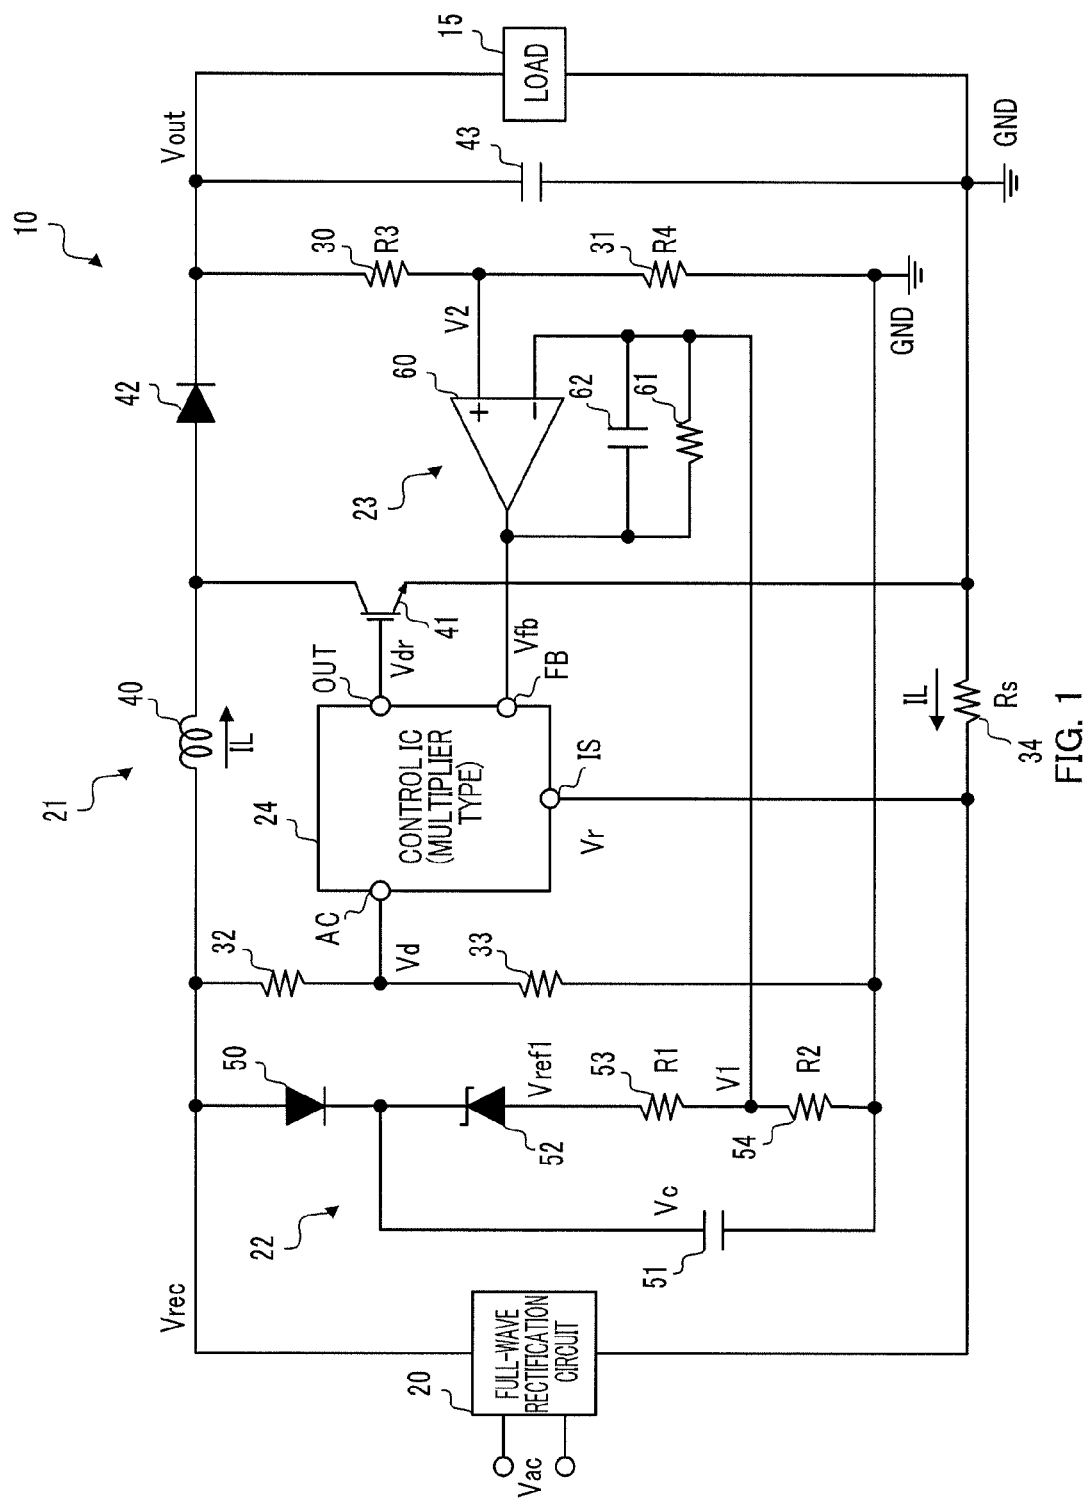 10
21
22
23
Vrec
Vout
Vac
20
FULL-WAVE
RECTIFICATION
CIRCUIT
50
51
Vc
52
Vref1
53
R1
V1
54
R2
32
Vd
33
AC
24
CONTROLIC
(MULTIPLIER
TYPE)
OUT
Vdr
FB
Vfb
IS
Vr
40
IL
41
42
60
+
−
V2
62
61
30
R3
31
R4
GND
43
15
LOAD
GND
IL
34
Rs
FIG. 1